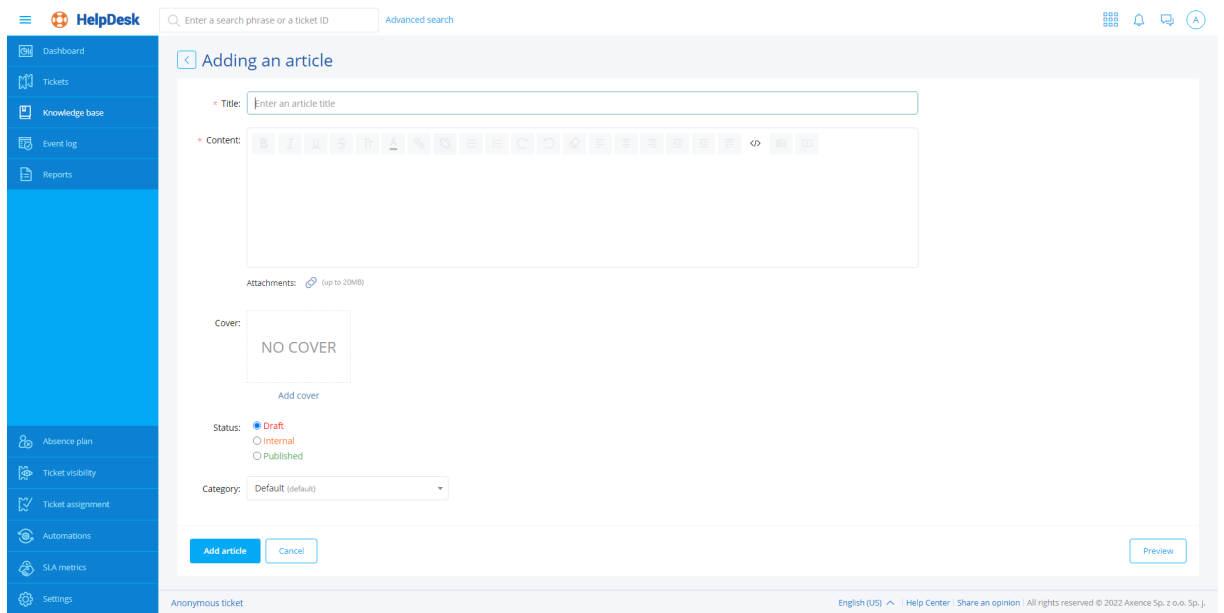 HelpDesk Enter a search phrase or a ticket ID Advanced search A
Dashboard
Tickets
Knowledge base
Event log
Reports
Absence plan
Ticket visibility
Ticket assignment
Automations
SLA metrics
Settings
Adding an article
* Title: Enter an article title
* Content: B I U S Tt A </>
Attachments: (up to 20MB)
Cover: NO COVER
Add cover
Status: Draft
Internal
Published
Category: Default (default)
Add article Cancel Preview
Anonymous ticket English (US) Help Center | Share an opinion | All rights reserved © 2022 Axence Sp. z o.o. Sp. j.